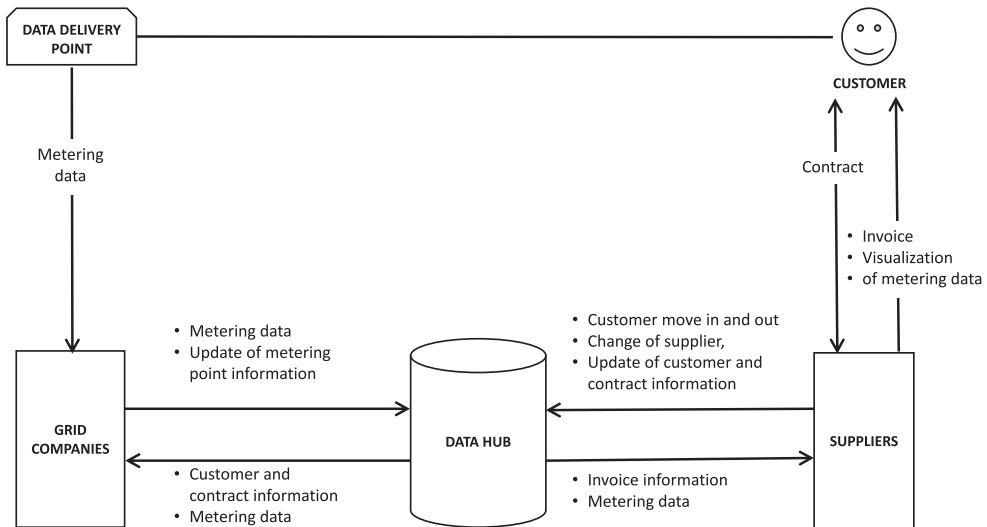 DATA DELIVERY
POINT
CUSTOMER
Metering
data
Contract
• Invoice
• Visualization
• of metering data
• Metering data
• Update of metering
point information
• Customer move in and out
• Change of supplier,
• Update of customer and
contract information
GRID
COMPANIES
DATA HUB
SUPPLIERS
• Customer and
contract information
• Metering data
• Invoice information
• Metering data